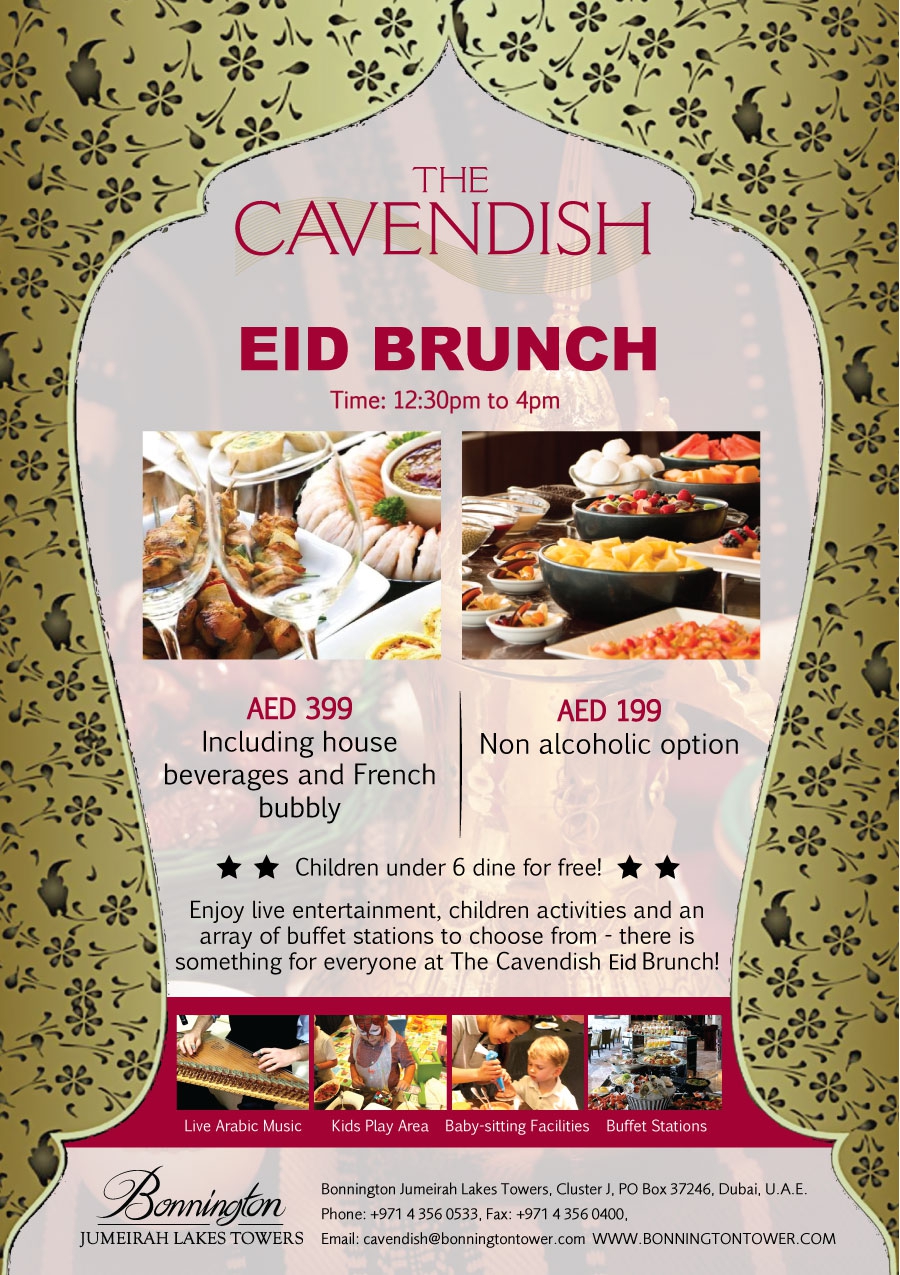 THE
CAVENDISH
EID BRUNCH
Time: 12:30pm to 4pm
AED 399
Including house
beverages and French
bubbly
AED 199
Non alcoholic option
Children under 6 dine for free!
Enjoy live entertainment, children activities and an
array of buffet stations to choose from - there is
something for everyone at The Cavendish Eid Brunch!
Live Arabic Music
Kids Play Area
Baby-sitting Facilities
Buffet Stations
Bonnington
JUMEIRAH LAKES TOWERS
Bonnington Jumeirah Lakes Towers, Cluster J, PO Box 37246, Dubai, U.A.E.
Phone: +971 4 356 0533, Fax: +971 4 356 0400,
Email: cavendish@bonningtontower.com WWW.BONNINGTONTOWER.COM